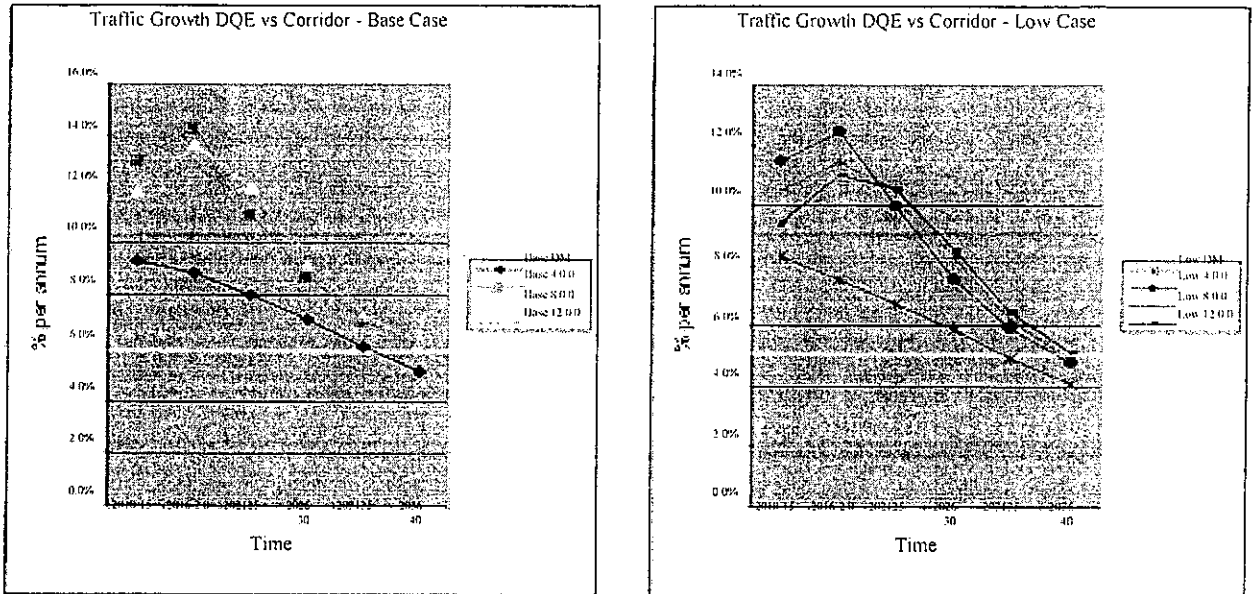 Traffic Growth DQE vs Corridor - Base Case
16.0%
14.0%
12.0%
10.0%
8.0%
6.0%
4.0%
2.0%
0.0%
% per annum
30
40
Time
Base DM
Base 4.0.0
Base 8.0.0
Base 12.0.0
Traffic Growth DQE vs Corridor - Low Case
14.0%
12.0%
10.0%
8.0%
6.0%
4.0%
2.0%
0.0%
% per annum
30
40
Time
Low DM
Low 4.0.0
Low 8.0.0
Low 12.0.0